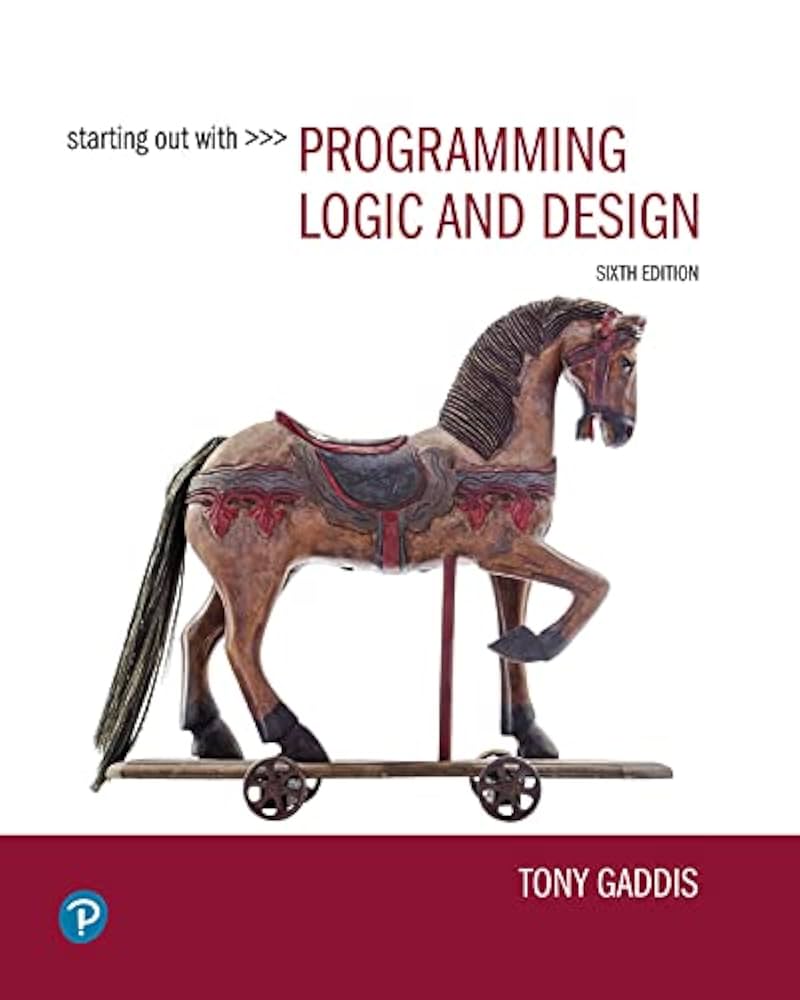 starting out with >>> PROGRAMMING
LOGIC AND DESIGN
SIXTH EDITION
TONY GADDIS
P